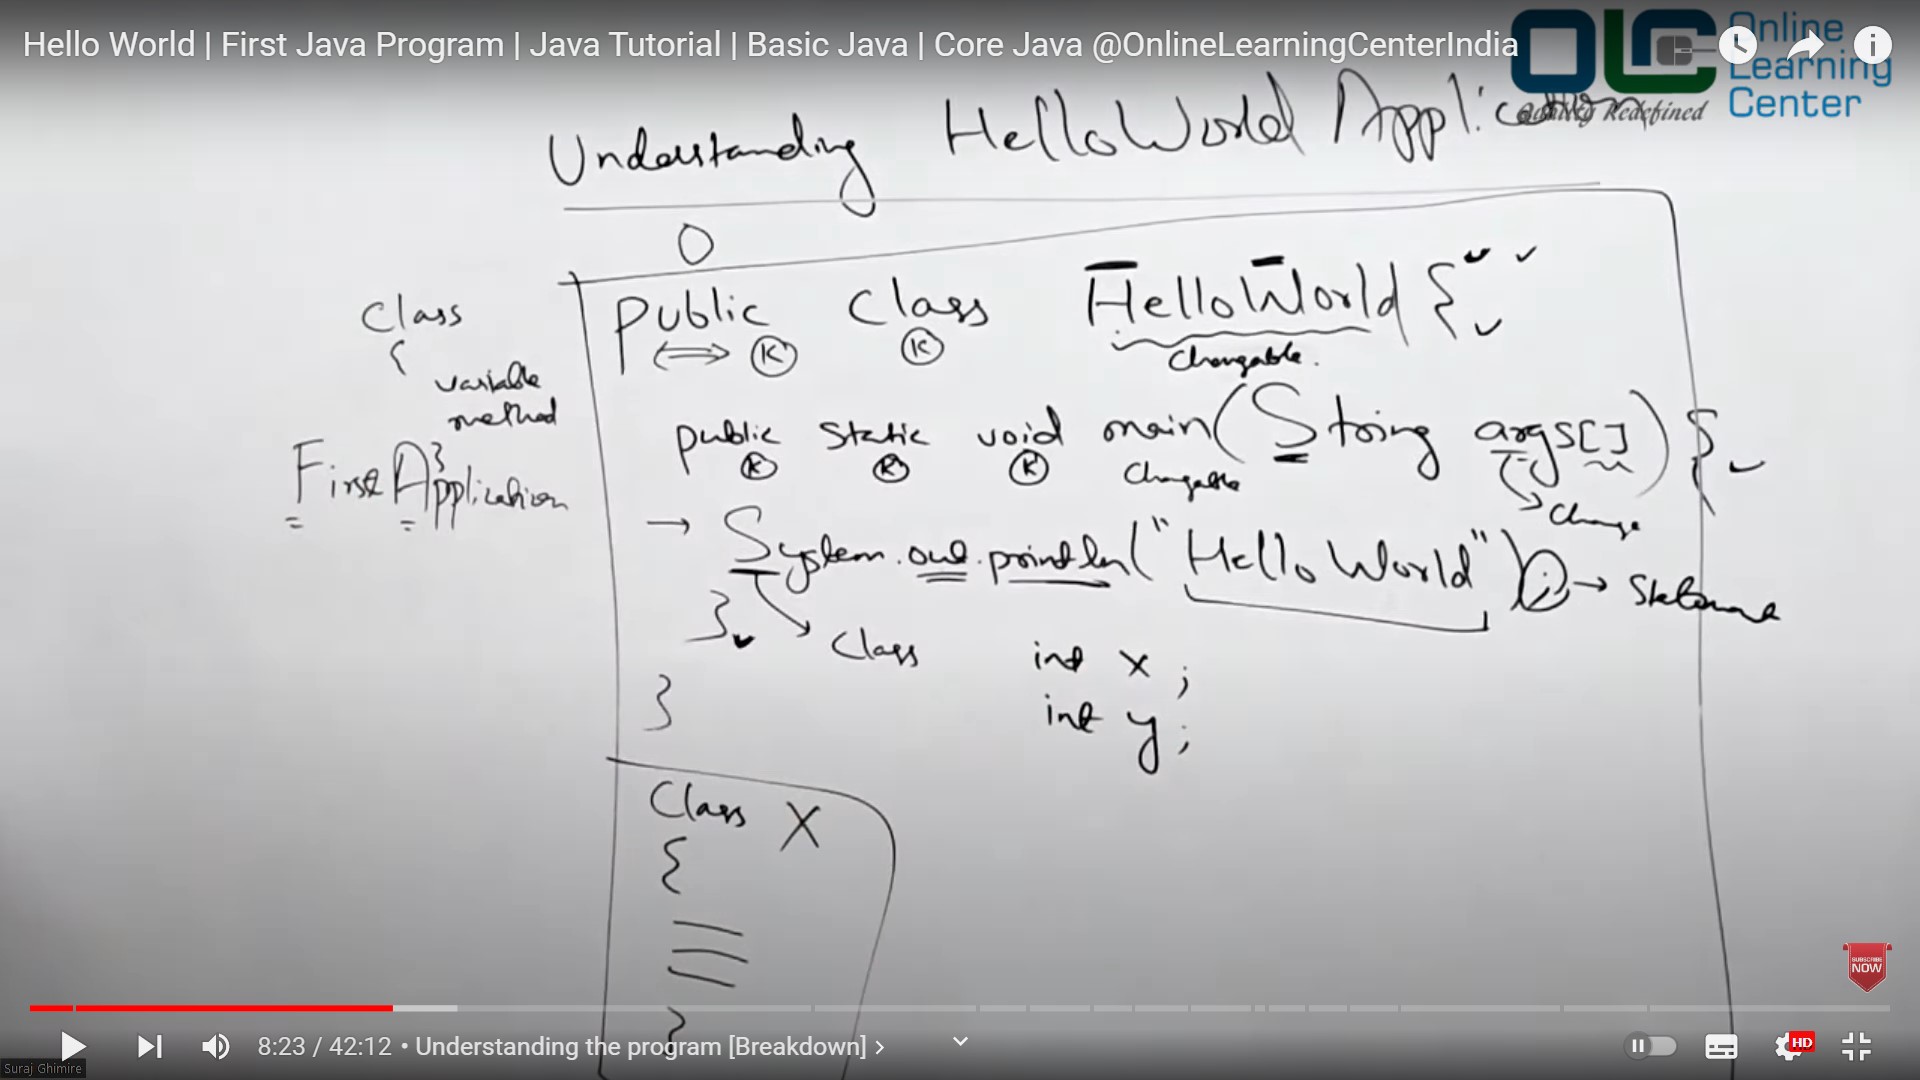 Hello World | First Java Program | Java Tutorial | Basic Java | Core Java @OnlineLearningCenterIndia
OLC Online
Learning
Center
Quality Redefined
Understanding HelloWorld Application
Public Class HelloWorld {
K K Changable.
Class
{
variable
method
}
FirstApplication
public static void main(String args[]) {
K K K Changable
Change
→ System.out.println("Hello World"); → Statement
}
Class
int x ;
int y ;
}
Class X
{
}
SUBSCRIBE
NOW
8:23 / 42:12 • Understanding the program [Breakdown] >
HD
Suraj Ghimire